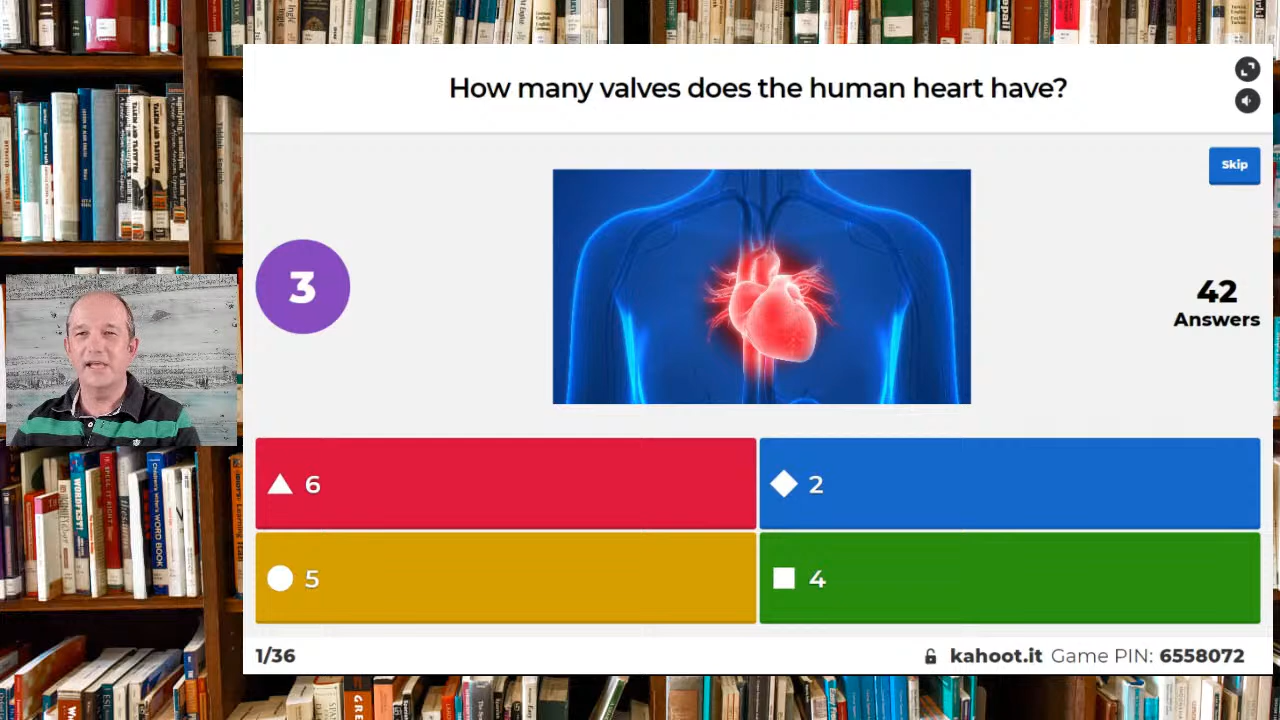 How many valves does the human heart have?
Skip
3
42
Answers
6
2
5
4
1/36
kahoot.it Game PIN: 6558072